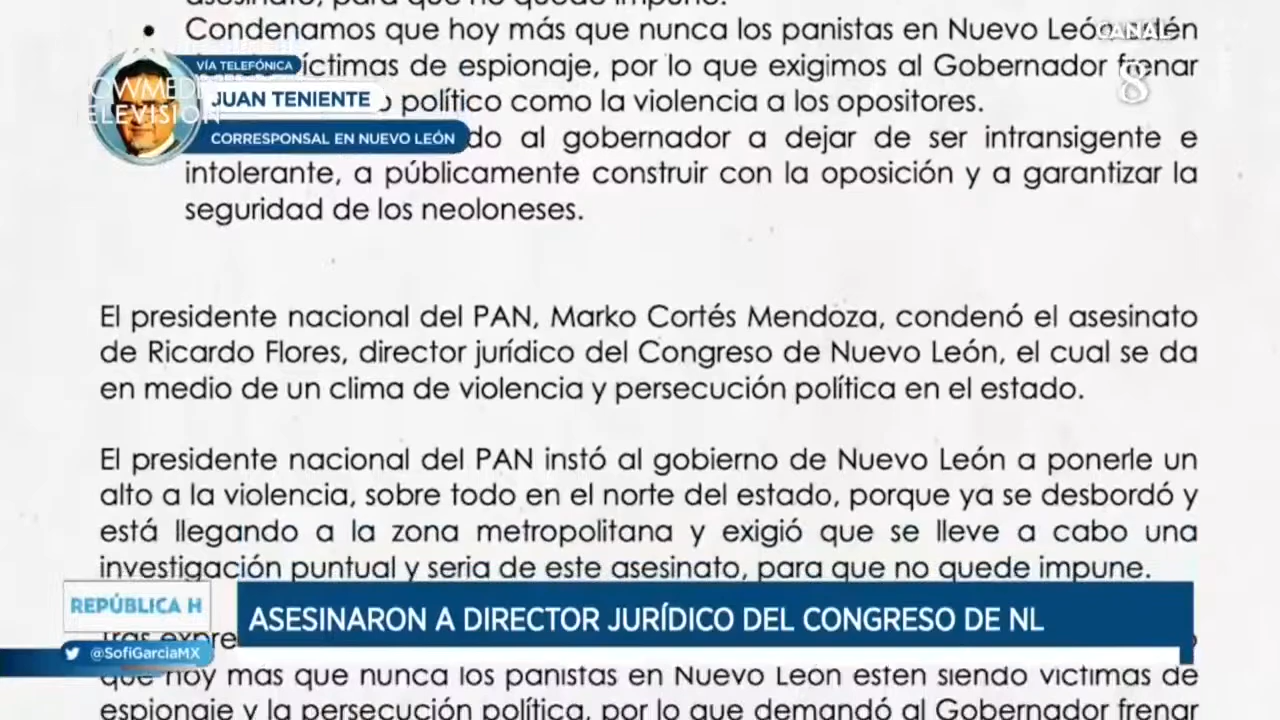 asesinato, para que no quede impune.
• Condenamos que hoy más que nunca los panistas en Nuevo León
víctimas de espionaje, por lo que exigimos al Gobernador frenar
político como la violencia a los opositores.
al gobernador a dejar de ser intransigente e
intolerante, a públicamente construir con la oposición y a garantizar la
seguridad de los neoloneses.
CANAL
8
VÍA TELEFÓNICA
JUAN TENIENTE
CORRESPONSAL EN NUEVO LEÓN
El presidente nacional del PAN, Marko Cortés Mendoza, condenó el asesinato
de Ricardo Flores, director jurídico del Congreso de Nuevo León, el cual se da
en medio de un clima de violencia y persecución política en el estado.
El presidente nacional del PAN instó al gobierno de Nuevo León a ponerle un
alto a la violencia, sobre todo en el norte del estado, porque ya se desbordó y
está llegando a la zona metropolitana y exigió que se lleve a cabo una
investigación puntual y seria de este asesinato, para que no quede impune.
REPÚBLICA H
ASESINARON A DIRECTOR JURÍDICO DEL CONGRESO DE NL
@SofiGarciaMX
que hoy más que nunca los panistas en Nuevo León estén siendo víctimas de
espionaje y la persecución política, por lo que demandó al Gobernador frenar